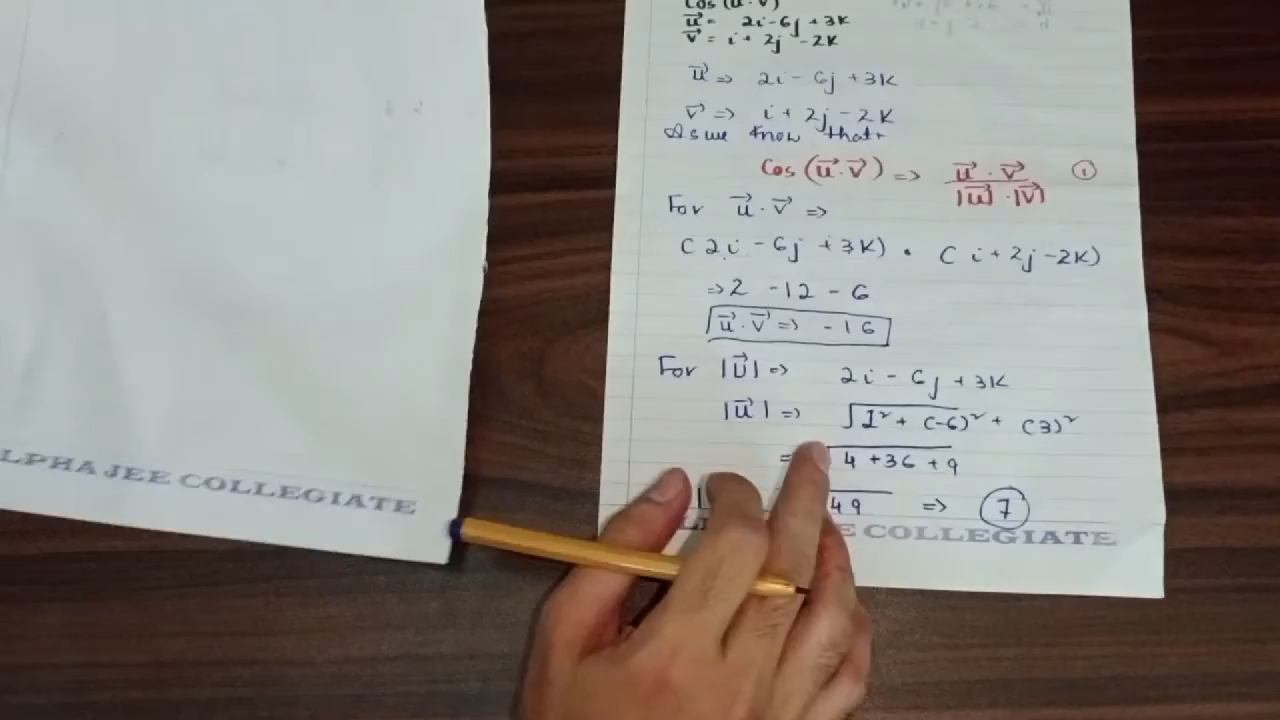 Cos (u⃗·v⃗)
u⃗ = 2i-6j+3k
v⃗ = i+2j-2k
u⃗ => 2i-6j+3k
v⃗ => i+2j-2k
As we know that
Cos (u⃗·v⃗) => u⃗·v⃗ / |u⃗|·|v⃗| ①
For u⃗·v⃗ =>
(2i-6j+3k) · (i+2j-2k)
=> 2 -12 -6
u⃗·v⃗ => -16
For |u⃗| => 2i-6j+3k
|u⃗| => √I²+(-6)²+(3)²
4+36+9
49 => 7
LPHA JEE COLLEGIATE
E COLLEGIATE